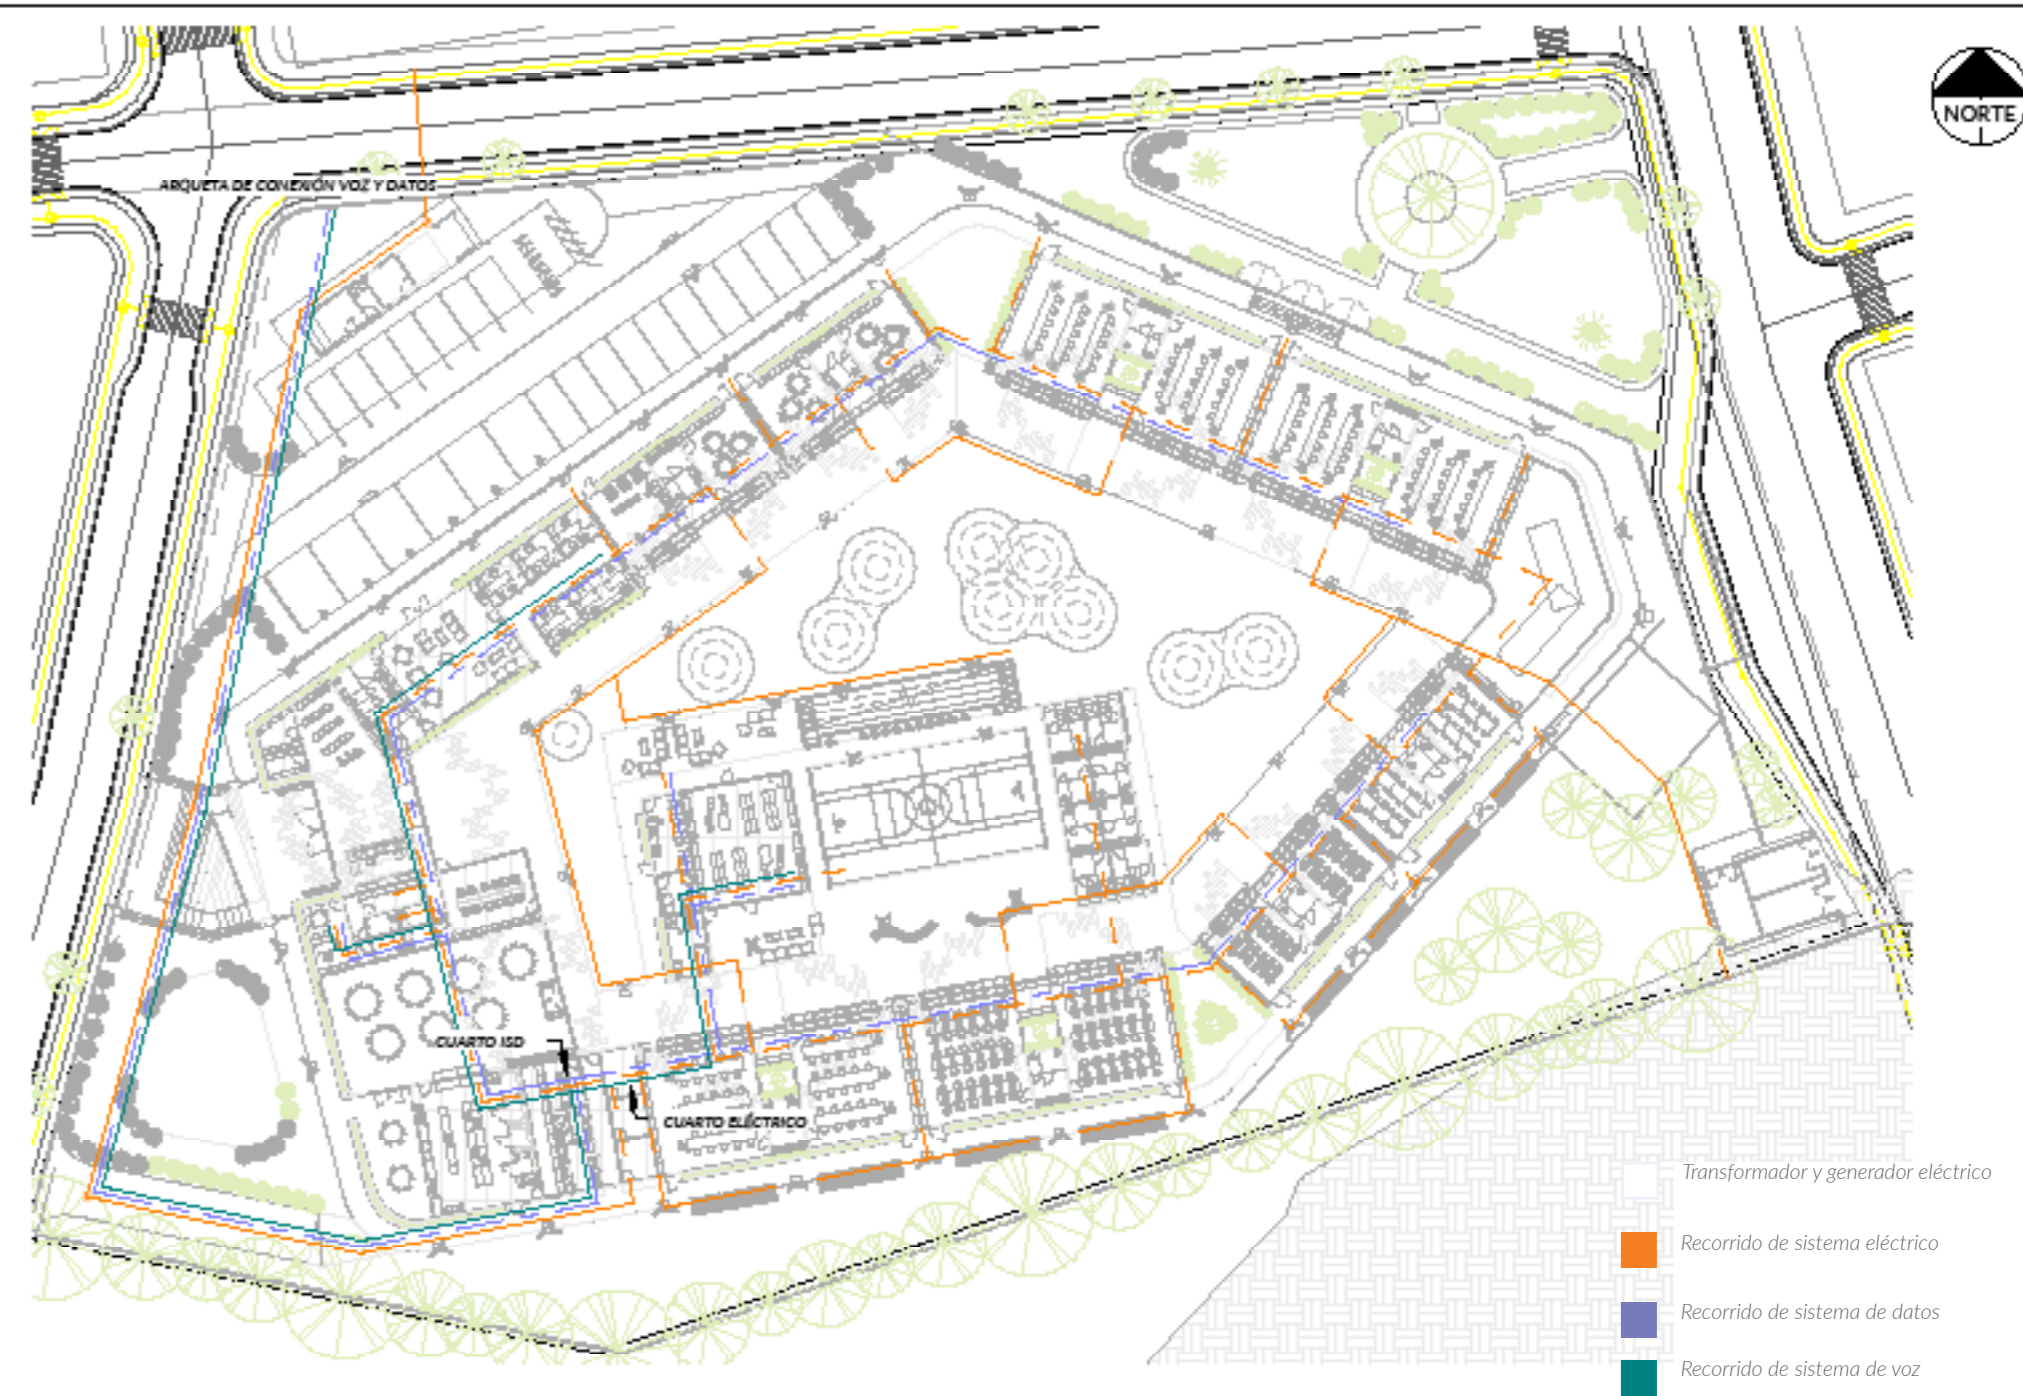 NORTE
ARQUETA DE CONEXIÓN VOZ Y DATOS
CUARTO ISD
CUARTO ELÉCTRICO
Transformador y generador eléctrico
Recorrido de sistema eléctrico
Recorrido de sistema de datos
Recorrido de sistema de voz